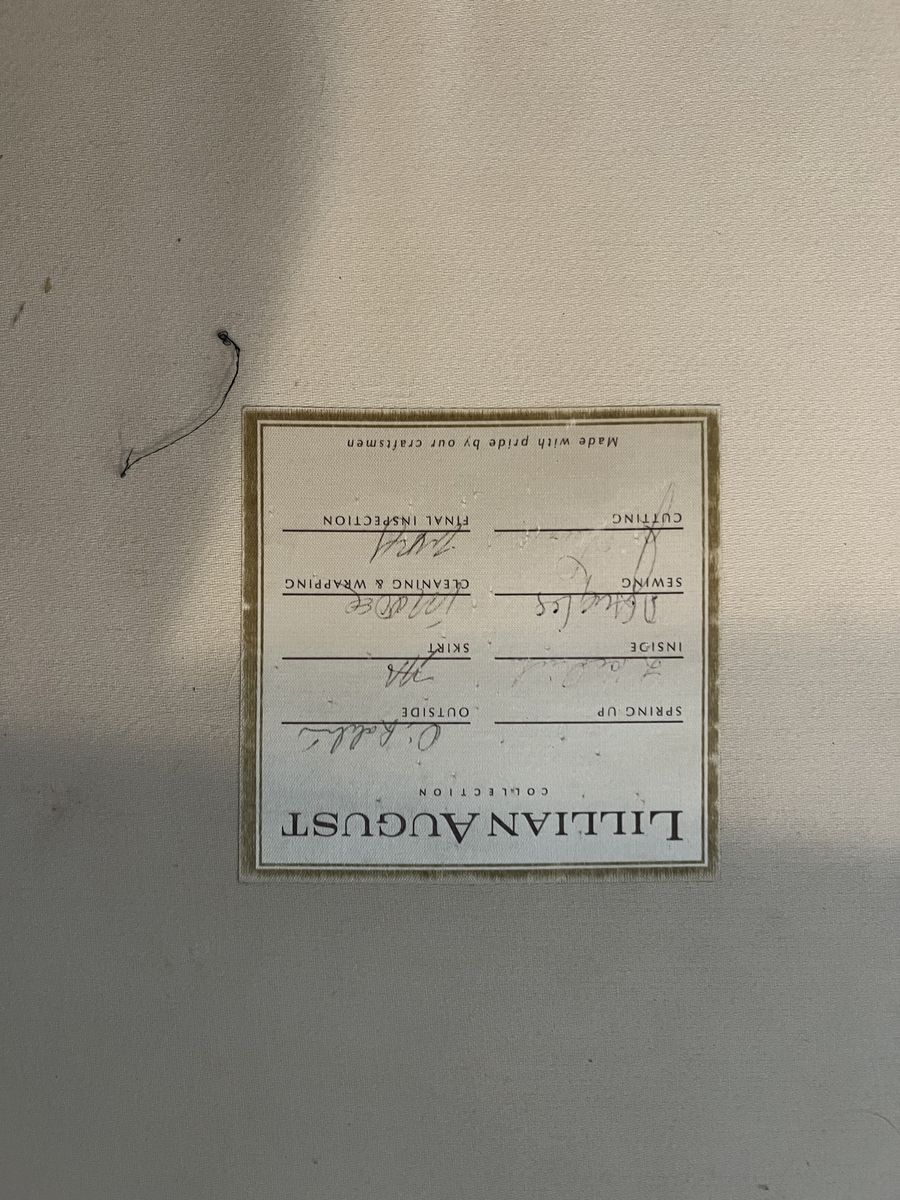 LILLIAN AUGUST
COLLECTION
SPRING UP OUTSIDE
INSIDE SKIRT
Douglas
SEWING CLEANING & WRAPPING
CUTTING FINAL INSPECTION
Made with pride by our craftsmen